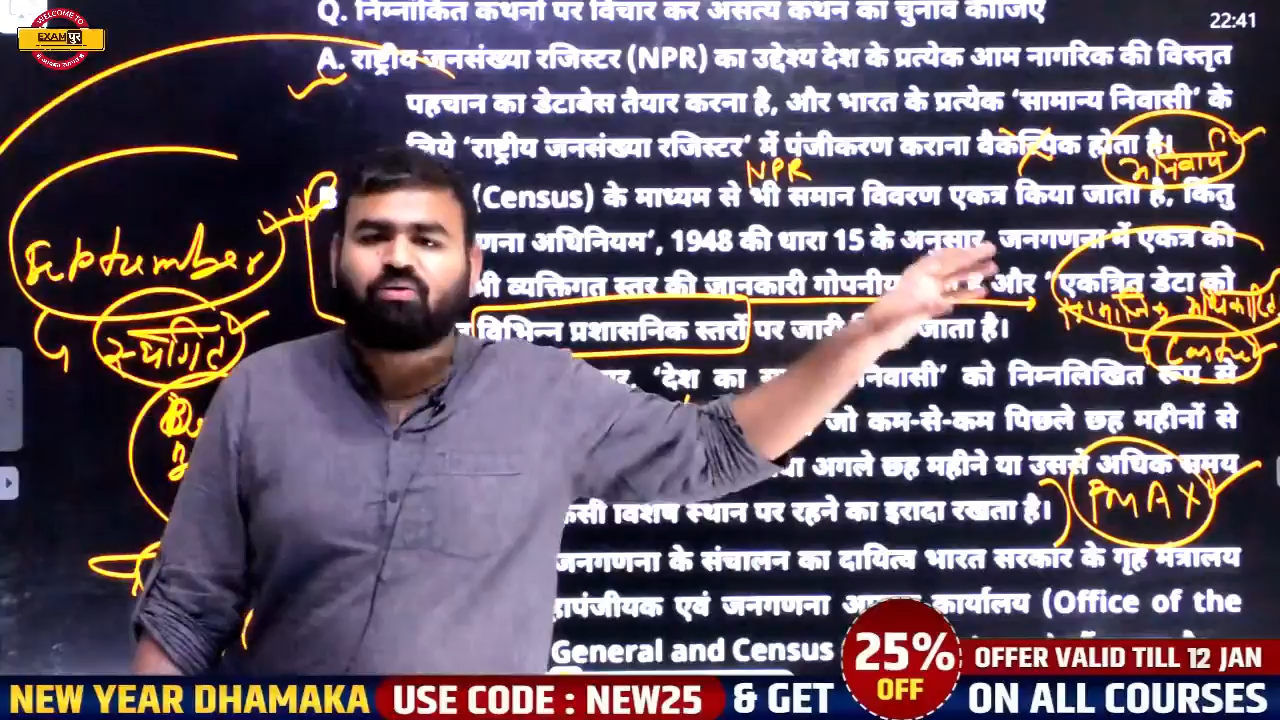 WELCOME TO
EXAMपुर
22:41
Q. निम्नांकित कथनों पर विचार कर असत्य कथन का चुनाव कीजिए
A. राष्ट्रीय जनसंख्या रजिस्टर (NPR) का उद्देश्य देश के प्रत्येक आम नागरिक की विस्तृत
पहचान का डेटाबेस तैयार करना है, और भारत के प्रत्येक ‘सामान्य निवासी’ के
लिये ‘राष्ट्रीय जनसंख्या रजिस्टर’ में पंजीकरण कराना वैकल्पिक होता है।
अनिवार्य
NPR
B (Census) के माध्यम से भी समान विवरण एकत्र किया जाता है, किंतु
णना अधिनियम’, 1948 की धारा 15 के अनुसार, जनगणना में एकत्र की
September
भी व्यक्तिगत स्तर की जानकारी गोपनीय और ‘एकत्रित डेटा को
विभिन्न प्रशासनिक स्तरों पर जारी जाता है।
स्थगित
Caste
‘देश का निवासी’ को निम्नलिखित रूप से
जो कम-से-कम पिछले छह महीनों से
अगले छह महीने या उससे अधिक समय
स्थान पर रहने का इरादा रखता है।
PMAY
जनगणना के संचालन का दायित्व भारत सरकार के गृह मंत्रालय
एवं जनगणना कार्यालय (Office of the
General and Census
25% OFF
OFFER VALID TILL 12 JAN
NEW YEAR DHAMAKA USE CODE : NEW25 & GET ON ALL COURSES